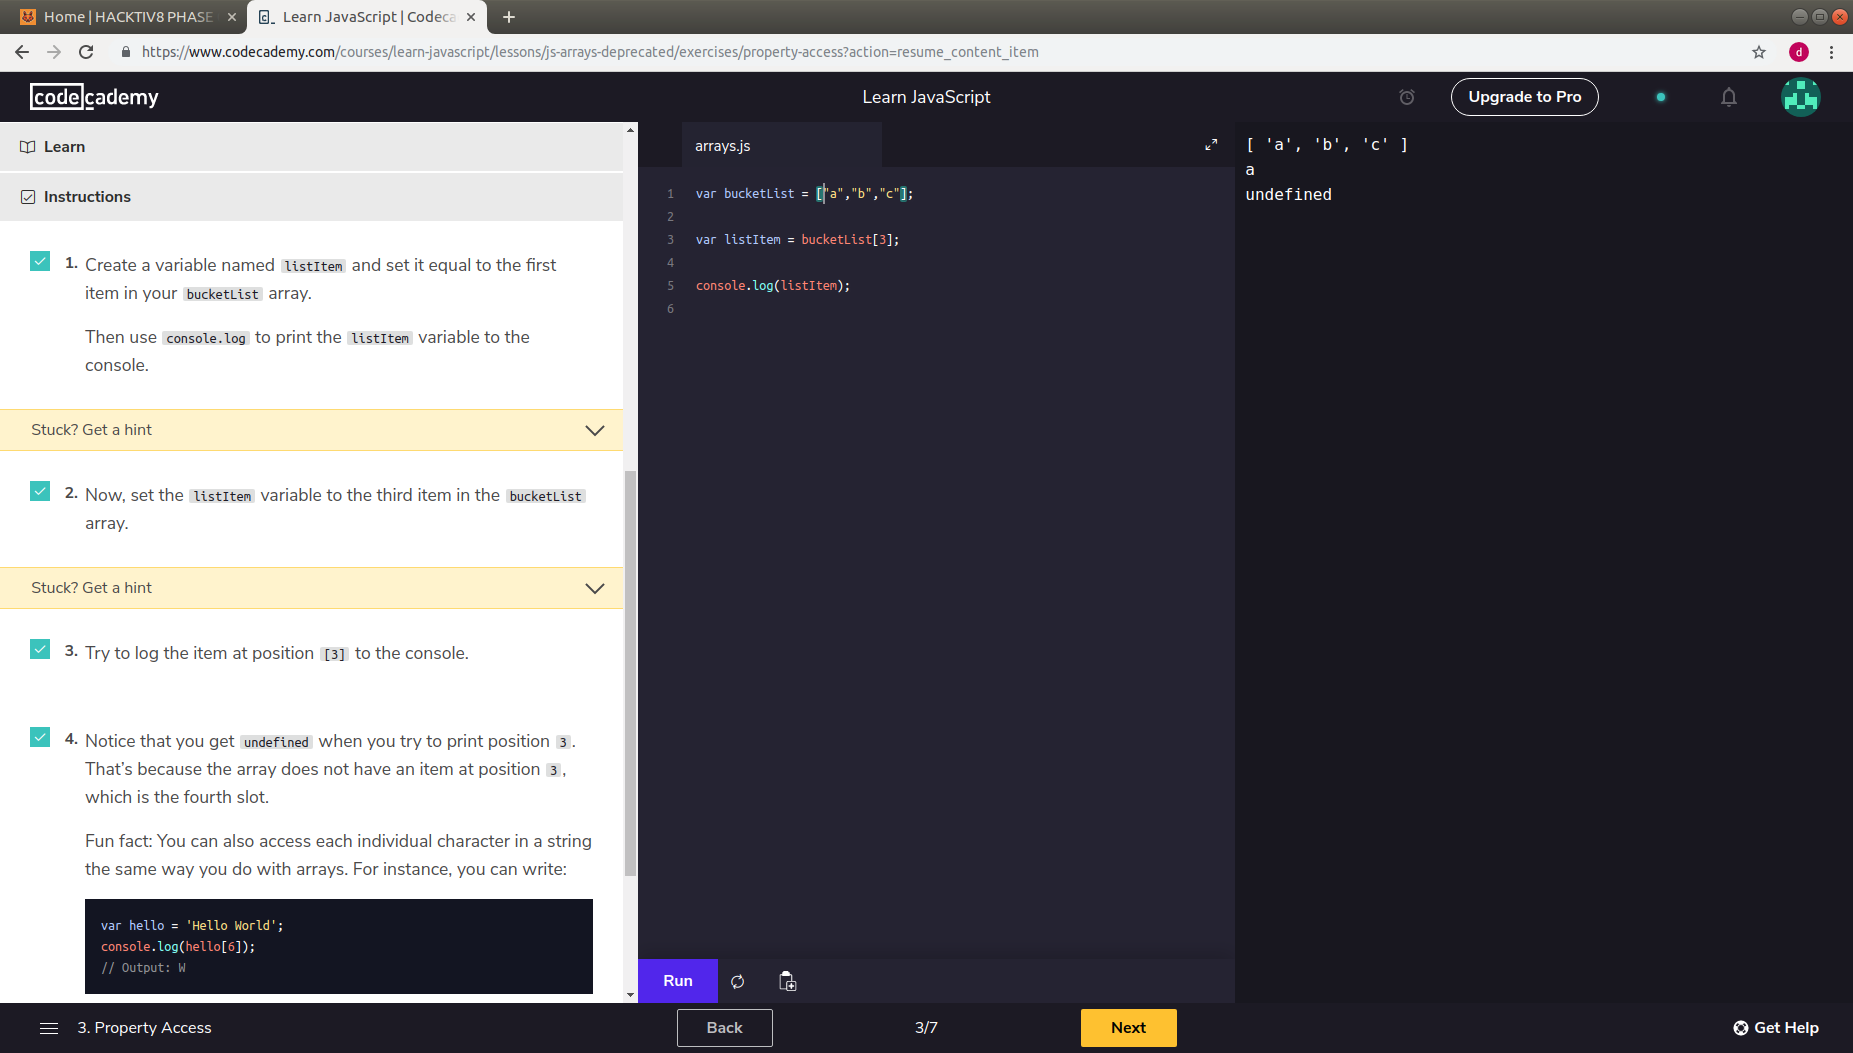 Home | HACKTIV8 PHASE
Learn JavaScript | Codeca
https://www.codecademy.com/courses/learn-javascript/lessons/js-arrays-deprecated/exercises/property-access?action=resume_content_item
d
codecademy
Learn JavaScript
Upgrade to Pro
Learn
Instructions
1. Create a variable named listItem and set it equal to the first
item in your bucketList array.
Then use console.log to print the listItem variable to the
console.
Stuck? Get a hint
2. Now, set the listItem variable to the third item in the bucketList
array.
Stuck? Get a hint
3. Try to log the item at position [3] to the console.
4. Notice that you get undefined when you try to print position 3.
That's because the array does not have an item at position 3,
which is the fourth slot.
Fun fact: You can also access each individual character in a string
the same way you do with arrays. For instance, you can write:
var hello = 'Hello World';
console.log(hello[6]);
// Output: W
arrays.js
1 var bucketList = ["a","b","c"];
2
3 var listItem = bucketList[3];
4
5 console.log(listItem);
6
Run
[ 'a', 'b', 'c' ]
a
undefined
3. Property Access
Back
3/7
Next
Get Help